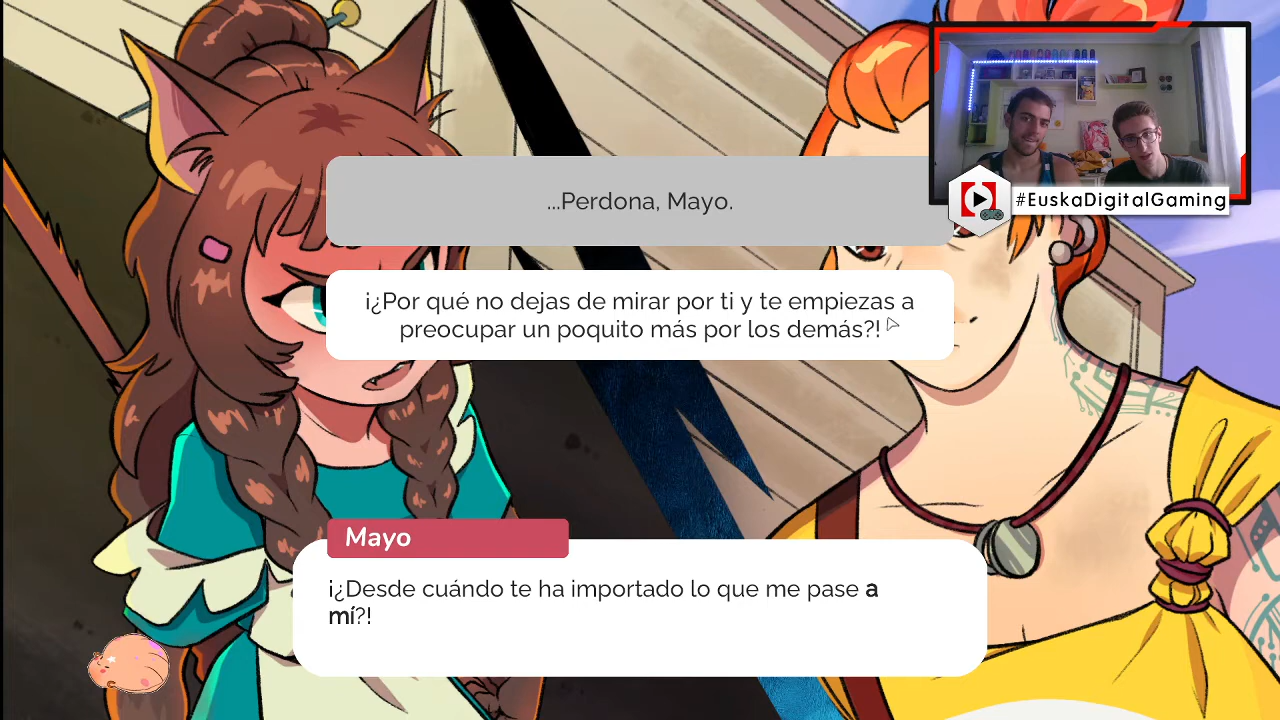 #EuskaDigitalGaming
...Perdona, Mayo.
¡¿Por qué no dejas de mirar por ti y te empiezas a
preocupar un poquito más por los demás?!
Mayo
¡¿Desde cuándo te ha importado lo que me pase a
mí?!